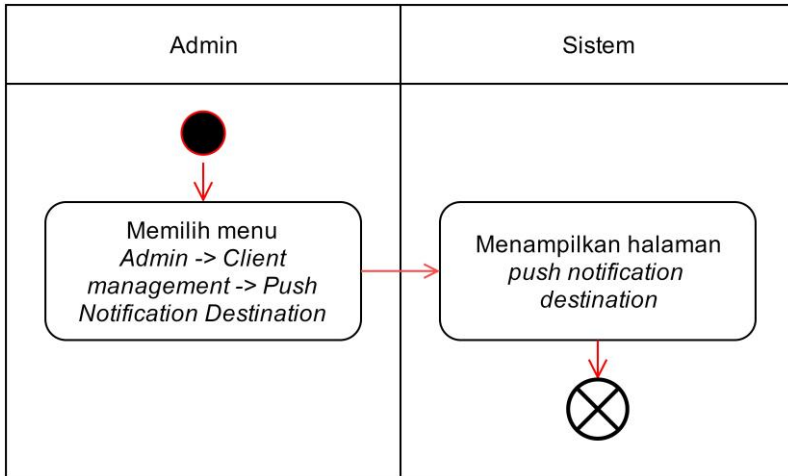 Admin
Sistem
Memilih menu
Admin -> Client
management -> Push
Notification Destination
Menampilkan halaman
push notification
destination